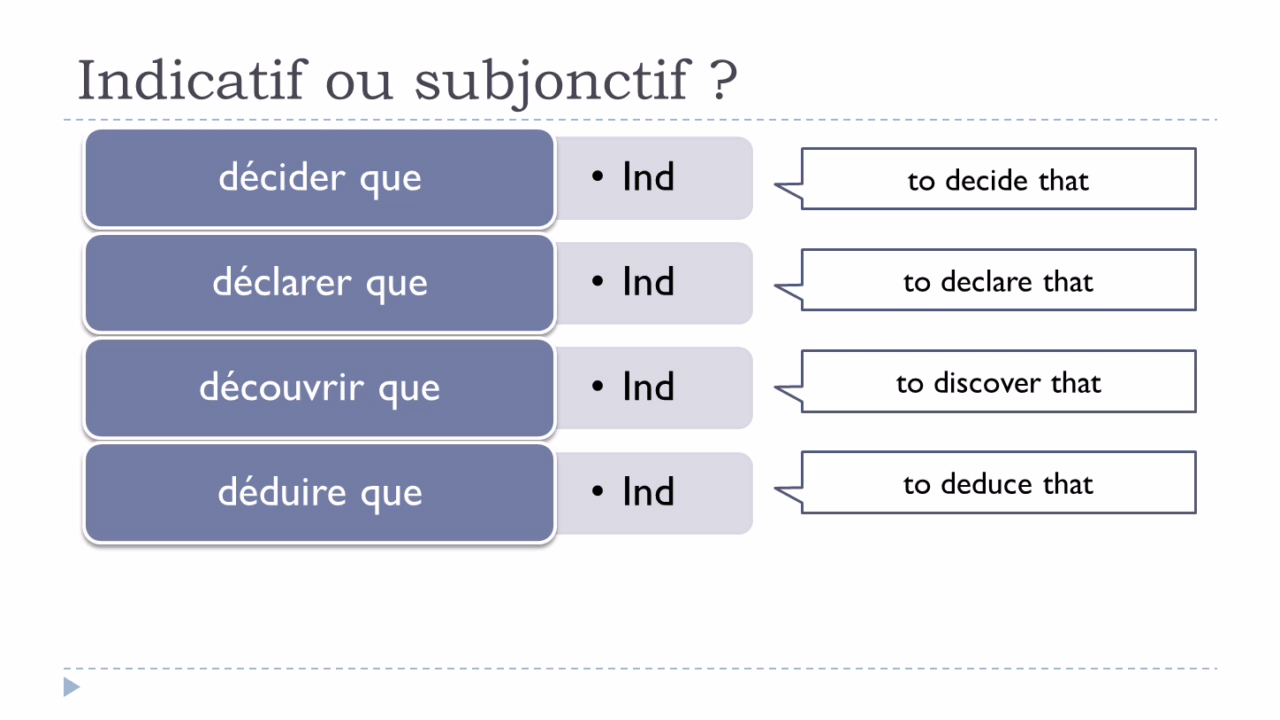 Indicatif ou subjonctif ?
décider que
• Ind
to decide that
déclarer que
• Ind
to declare that
découvrir que
• Ind
to discover that
déduire que
• Ind
to deduce that